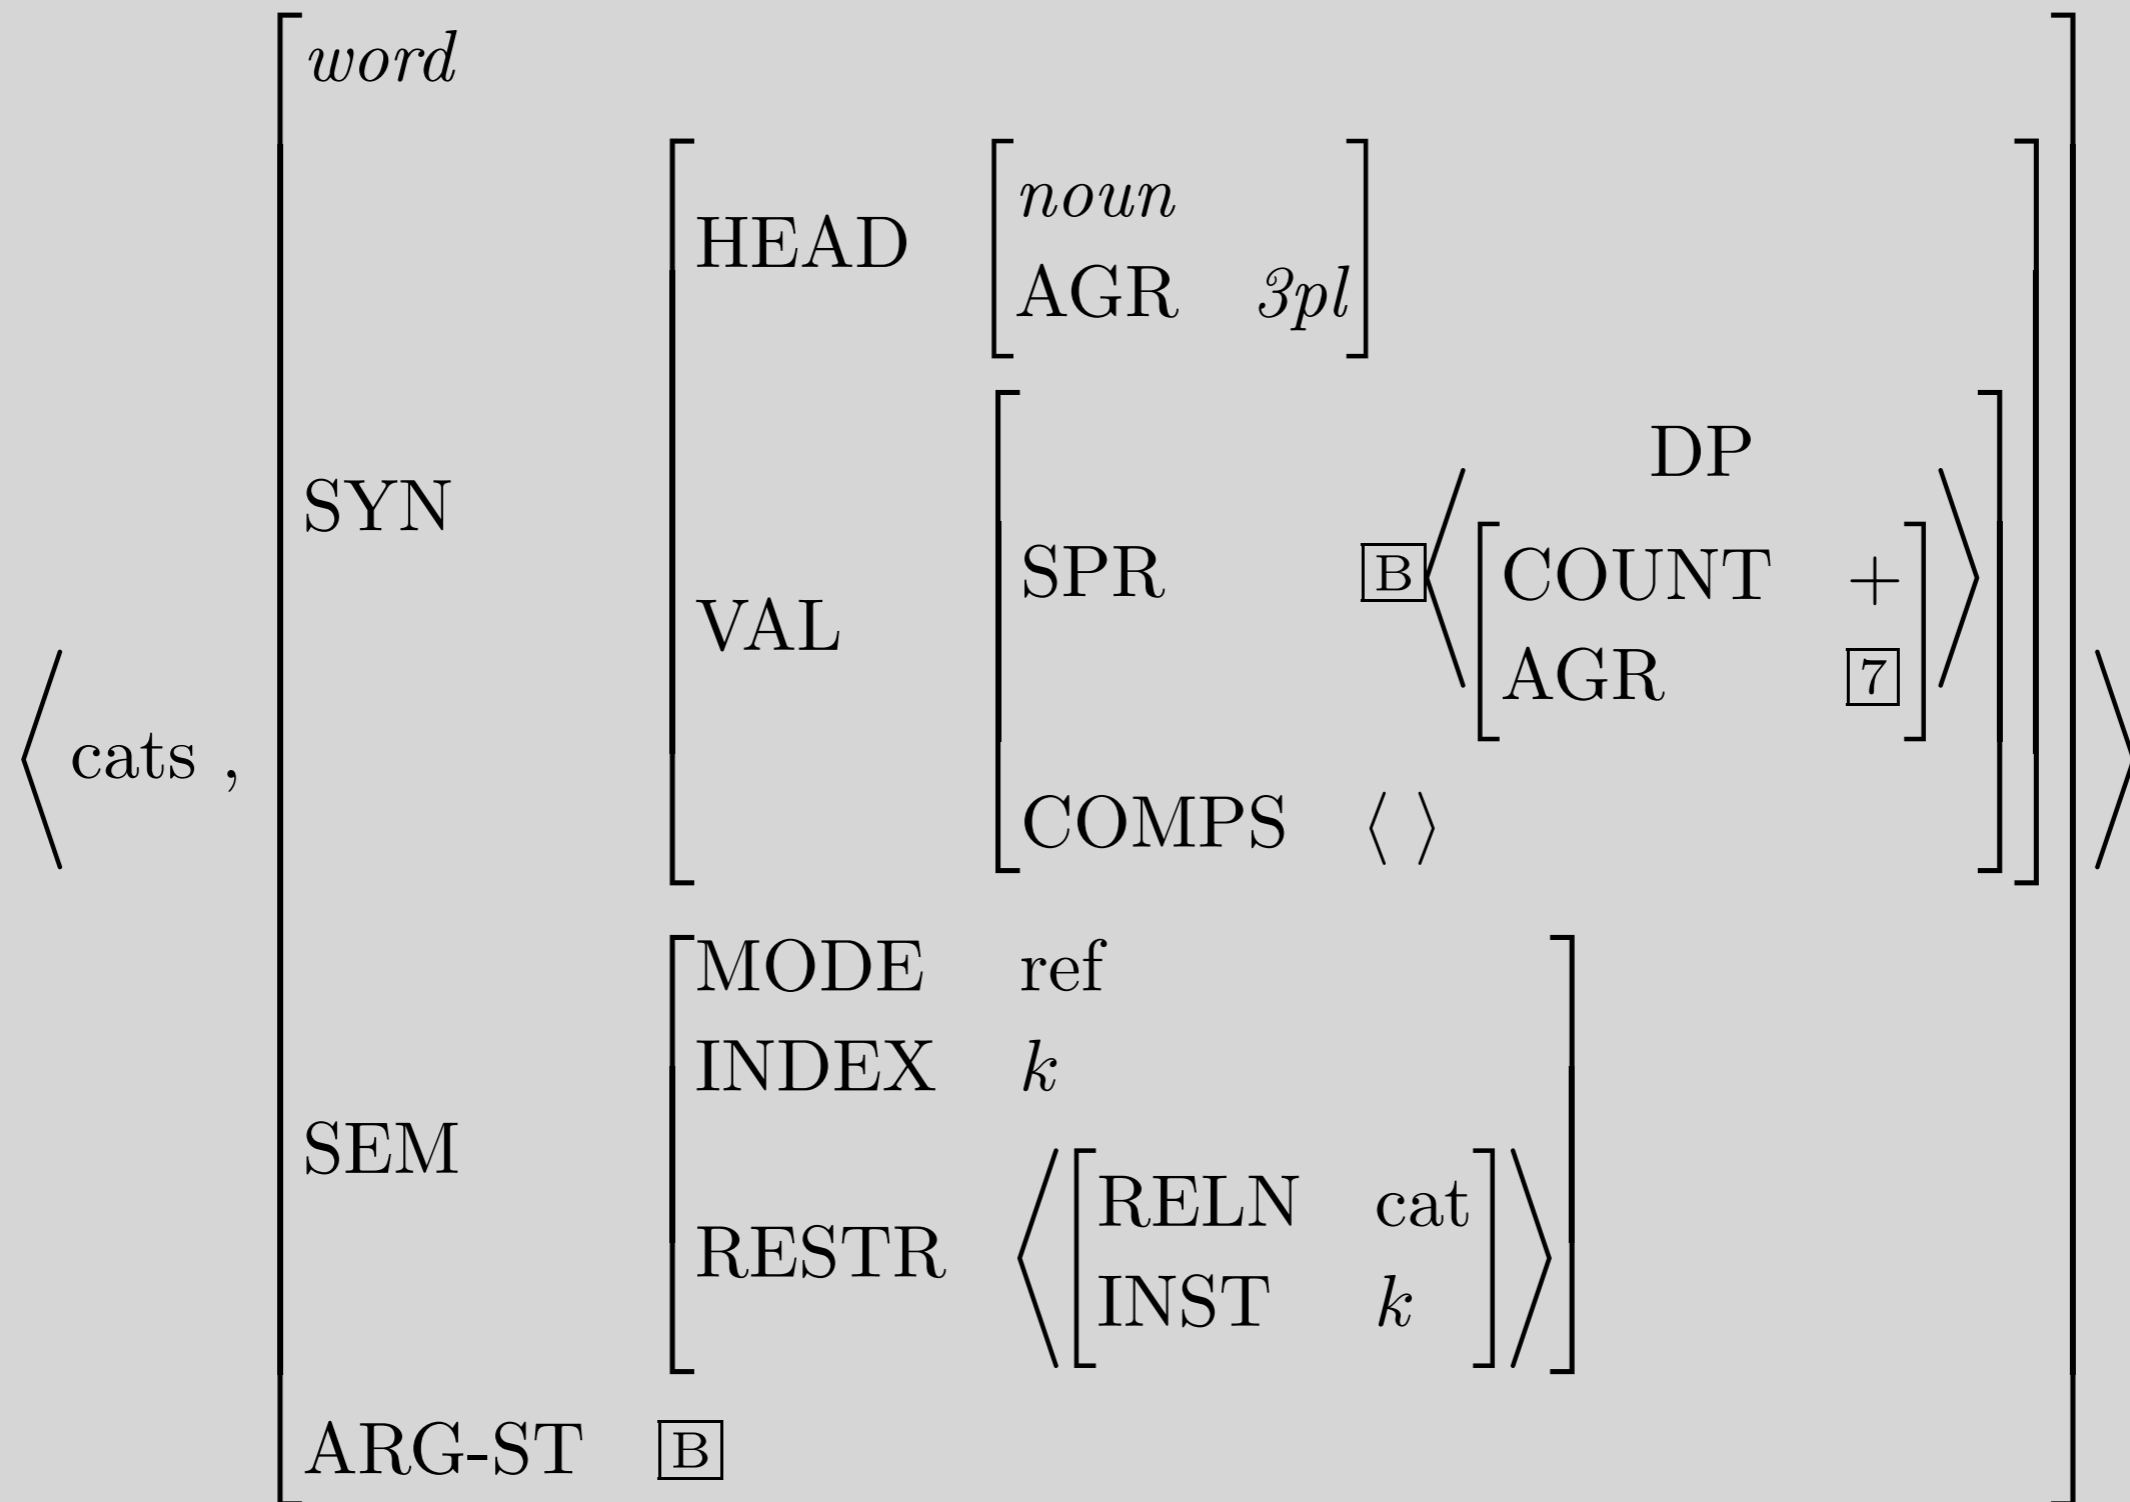 word
HEAD noun
AGR 3pl
SYN
VAL
SPR B ⟨ DP
COUNT +
AGR 7 ⟩
COMPS ⟨ ⟩
⟨ cats ,
MODE ref
INDEX k
SEM
RESTR ⟨ RELN cat
INST k ⟩
ARG-ST B
⟩